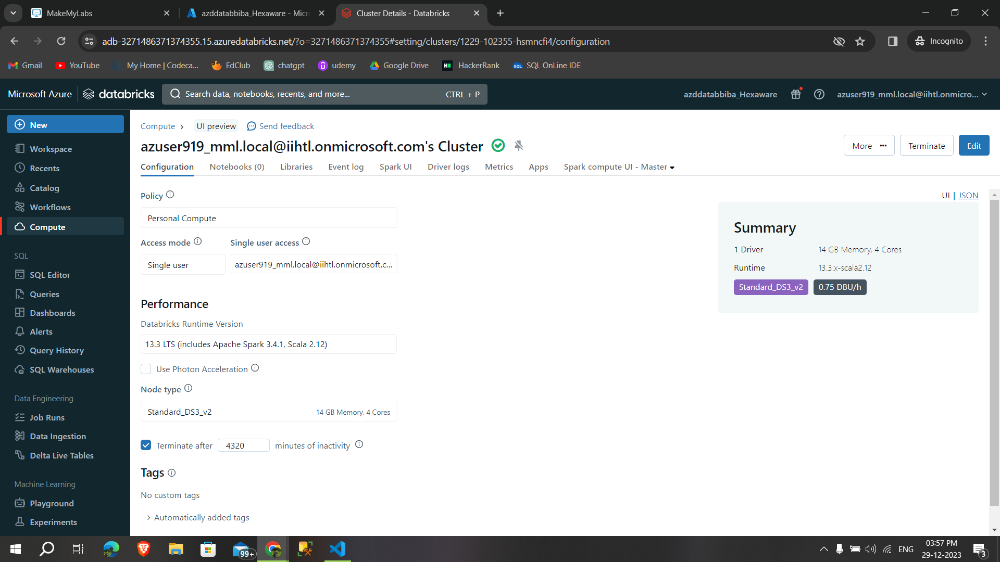 MakeMyLabs
azddatabbiba_Hexaware - Micro
Cluster Details - Databricks
adb-3271486371374355.15.azuredatabricks.net/?o=3271486371374355#setting/clusters/1229-102355-hsmncfi4/configuration
Incognito
Gmail
YouTube
My Home | Codeca...
EdClub
chatgpt
udemy
Google Drive
HackerRank
SQL OnLine IDE
Microsoft Azure
databricks
Search data, notebooks, recents, and more...
CTRL + P
azddatabbiba_Hexaware
azuser919_mml.local@iihtl.onmicro...
New
Workspace
Recents
Catalog
Workflows
Compute
SQL
SQL Editor
Queries
Dashboards
Alerts
Query History
SQL Warehouses
Data Engineering
Job Runs
Data Ingestion
Delta Live Tables
Machine Learning
Playground
Experiments
Compute
UI preview
Send feedback
azuser919_mml.local@iihtl.onmicrosoft.com's Cluster
More
Terminate
Edit
Configuration
Notebooks (0)
Libraries
Event log
Spark UI
Driver logs
Metrics
Apps
Spark compute UI - Master
UI | JSON
Policy
Personal Compute
Access mode
Single user access
Single user
azuser919_mml.local@iihtl.onmicrosoft.c...
Performance
Databricks Runtime Version
13.3 LTS (includes Apache Spark 3.4.1, Scala 2.12)
Use Photon Acceleration
Node type
Standard_DS3_v2
14 GB Memory, 4 Cores
Terminate after 4320 minutes of inactivity
Tags
No custom tags
Automatically added tags
Summary
1 Driver
14 GB Memory, 4 Cores
Runtime
13.3.x-scala2.12
Standard_DS3_v2
0.75 DBU/h
99+
ENG
03:57 PM
29-12-2023
3